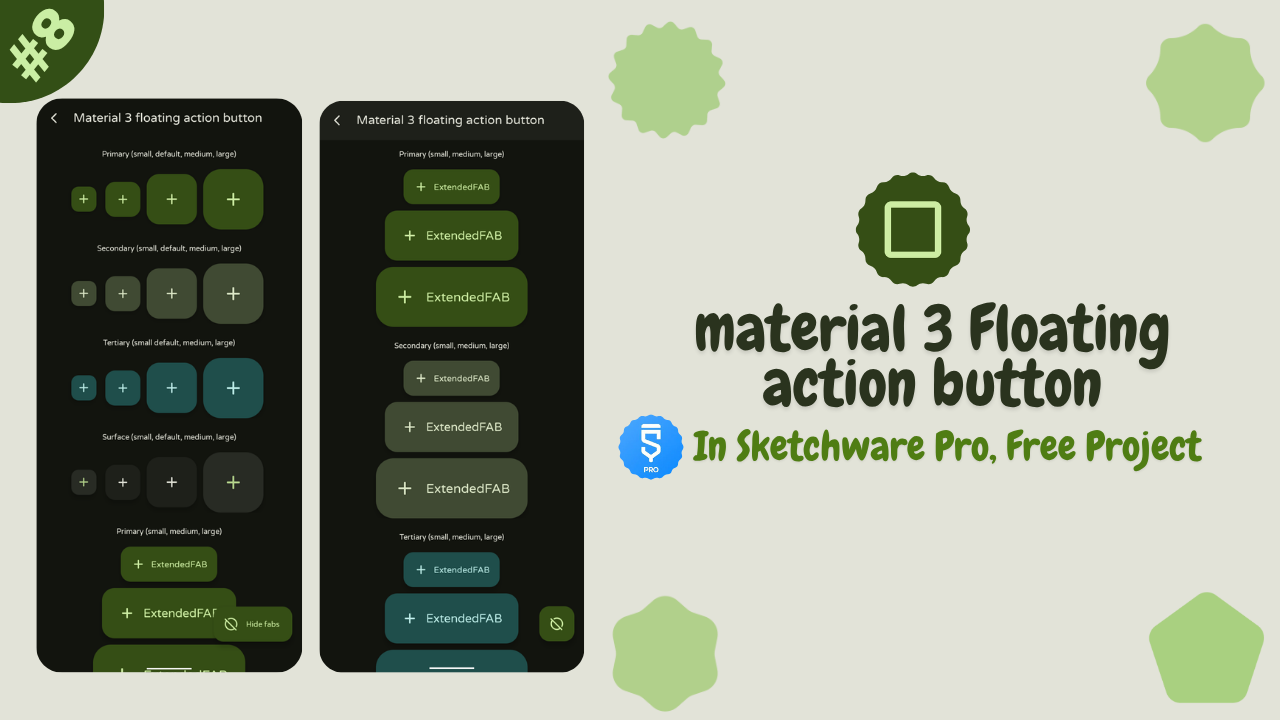 #8
Material 3 floating action button
Primary (small, default, medium, large)
Secondary (small, default, medium, large)
Tertiary (small default, medium, large)
Surface (small, default, medium, large)
Primary (small, medium, large)
ExtendedFAB
ExtendedFAB
Hide fabs
Material 3 floating action button
Primary (small, medium, large)
ExtendedFAB
ExtendedFAB
ExtendedFAB
Secondary (small, medium, large)
ExtendedFAB
ExtendedFAB
ExtendedFAB
Tertiary (small, medium, large)
ExtendedFAB
ExtendedFAB
material 3 Floating
action button
PRO
In Sketchware Pro, Free Project